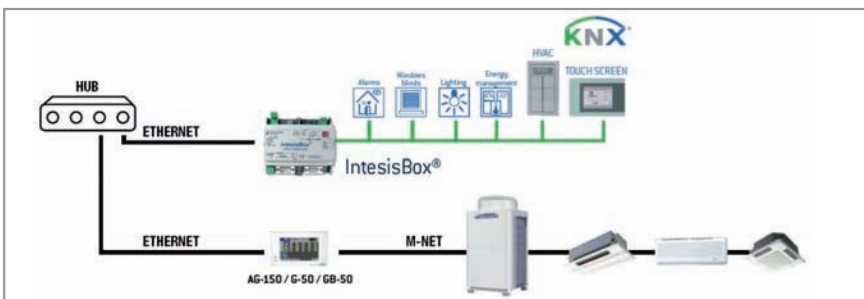 KNX®
HVAC
TOUCH SCREEN
Alarms
Windows
blinds
Lighting
Energy
management
HUB
ETHERNET
IntesisBox®
ETHERNET
M-NET
AG-150 / G-50 / GB-50